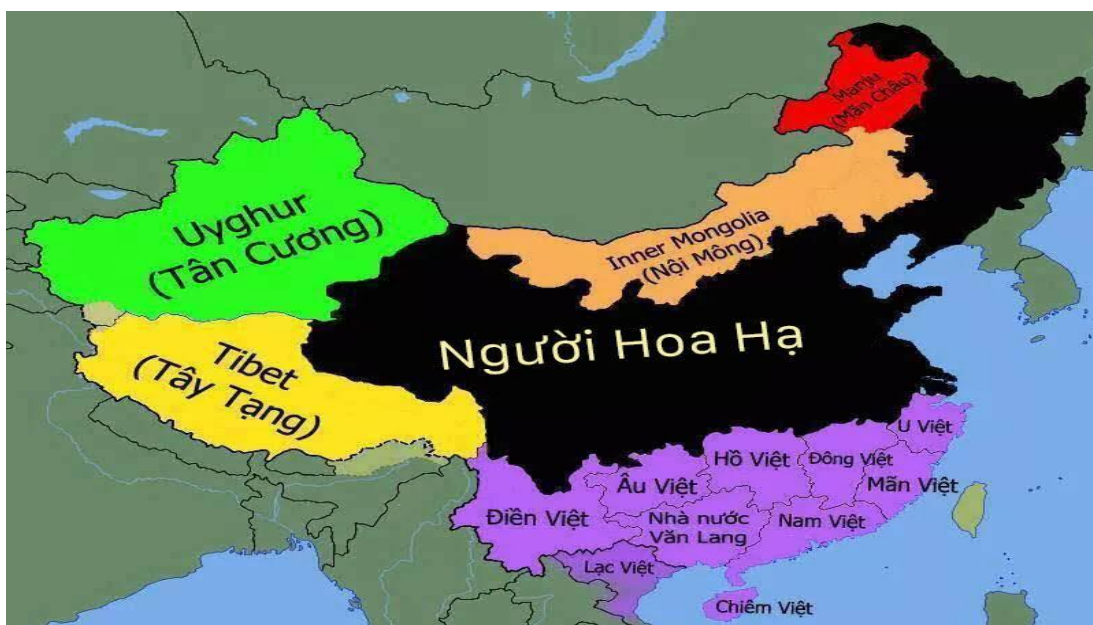 Manju
(Mãn Châu)
Uyghur
(Tân Cương)
Inner Mongolia
(Nội Mông)
Người Hoa Hạ
Tibet
(Tây Tạng)
U Việt
Hồ Việt
Đông Việt
Mãn Việt
Âu Việt
Điền Việt
Nhà nước
Văn Lang
Nam Việt
Lạc Việt
Chiêm Việt